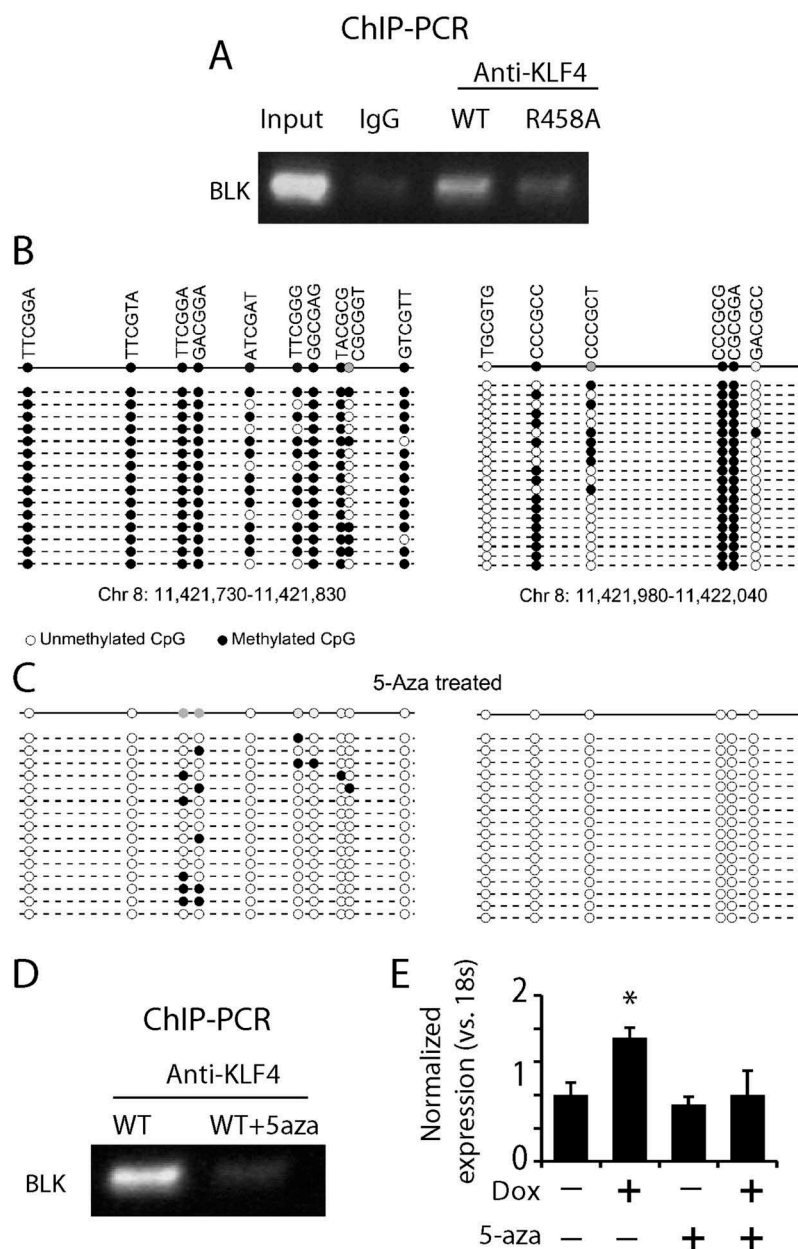 ChIP-PCR
A
Anti-KLF4
Input IgG WT R458A
BLK
B
TTCGGA TTCGTA TTCGGA GACGGA ATCGAT TTCGGG GGCGAG TACGCG CGCGGT GTCGTT
TGCGTG CCCGCC CCCGCT CCCGCG CGCGGA GACGCC
Chr 8: 11,421,730-11,421,830
Chr 8: 11,421,980-11,422,040
Unmethylated CpG Methylated CpG
C
5-Aza treated
D
ChIP-PCR
Anti-KLF4
WT WT+5aza
BLK
E
Normalized
expression (vs. 18s)
2
1
0
*
Dox − + − +
5-aza − − + +